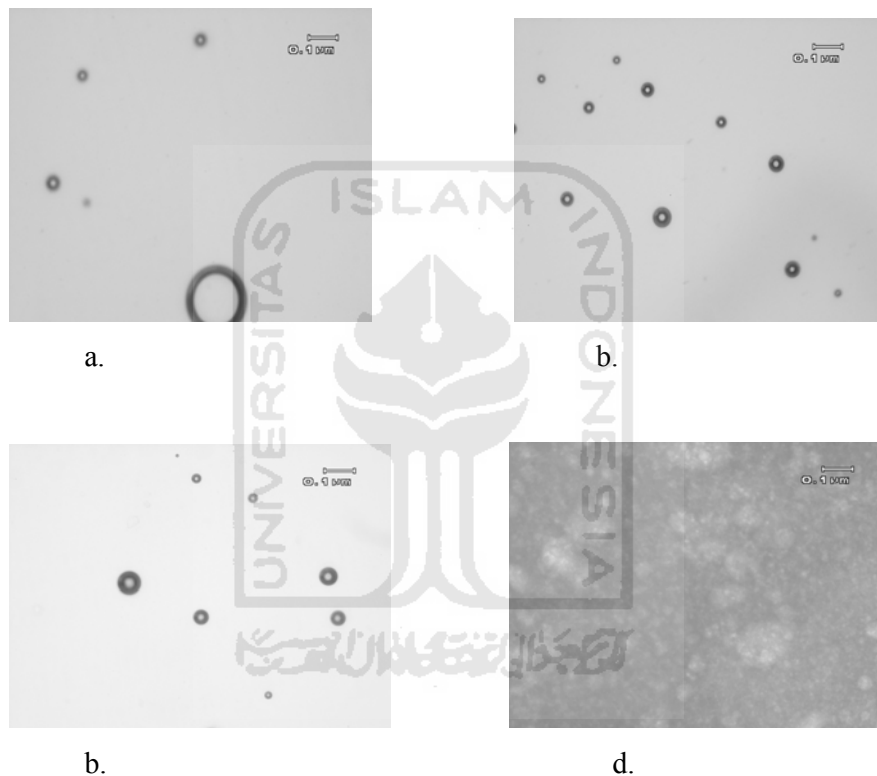 0.1 μm
0.1 μm
ISLAM
UNIVERSITAS
INDONESIA
a.
b.
0.1 μm
0.1 μm
b.
d.